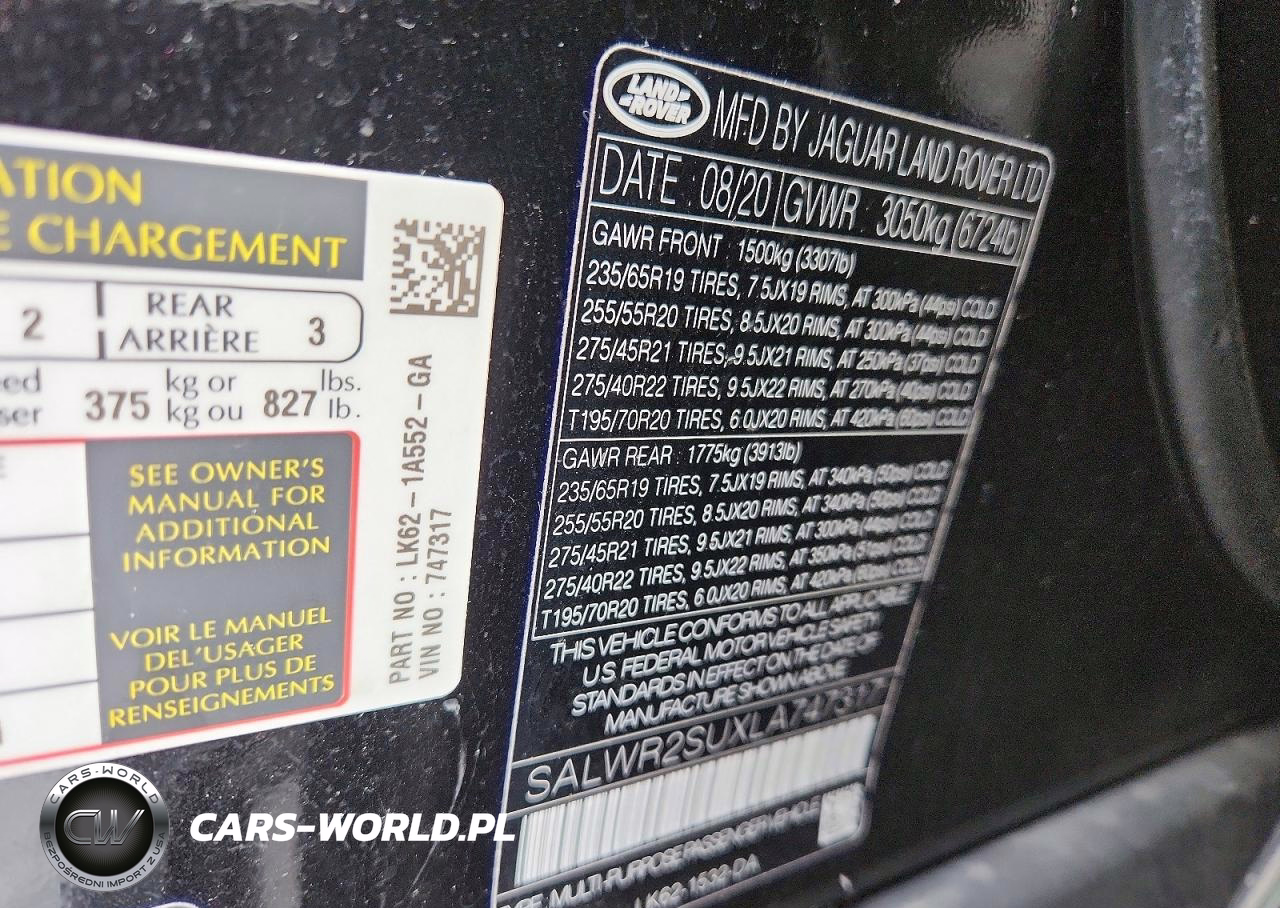 ATION
E CHARGEMENT
2
REAR
ARRIÈRE
3
375 kg or 827 lbs.
kg ou lb.
SEE OWNER'S
MANUAL FOR
ADDITIONAL
INFORMATION
VOIR LE MANUEL
DEL'USAGER
POUR PLUS DE
RENSEIGNEMENTS
PART NO : LK62-1A552-GA
VIN NO : 747317
LAND
ROVER
MFD BY JAGUAR LAND ROVER LTD
DATE : 08/20 GVWR : 3050kg (6724lb)
GAWR FRONT : 1500kg (3307lb)
235/65R19 TIRES, 7.5JX19 RIMS, AT 300kPa (44psi) COLD
255/55R20 TIRES, 8.5JX20 RIMS, AT 300kPa (44psi) COLD
275/45R21 TIRES, 9.5JX21 RIMS, AT 250kPa (37psi) COLD
275/40R22 TIRES, 9.5JX22 RIMS, AT 270kPa (40psi) COLD
T195/70R20 TIRES, 6.0JX20 RIMS, AT 420kPa (60psi) COLD
GAWR REAR : 1775kg (3913lb)
235/65R19 TIRES, 7.5JX19 RIMS, AT 340kPa (50psi) COLD
255/55R20 TIRES, 8.5JX20 RIMS, AT 340kPa (50psi) COLD
275/45R21 TIRES, 9.5JX21 RIMS, AT 300kPa (44psi) COLD
275/40R22 TIRES, 9.5JX22 RIMS, AT 350kPa (51psi) COLD
T195/70R20 TIRES, 6.0JX20 RIMS, AT 420kPa (60psi) COLD
THIS VEHICLE CONFORMS TO ALL APPLICABLE
U.S. FEDERAL MOTOR VEHICLE SAFETY
STANDARDS IN EFFECT ON THE DATE OF
MANUFACTURE SHOWN ABOVE
SALWR2SUXLA747317
TYPE: MULTI-PURPOSE PASSENGER VEHICLE
LK62-1532-DA
CARS-WORLD
CW
BEZPOŚREDNI IMPORT Z USA
CARS-WORLD.PL